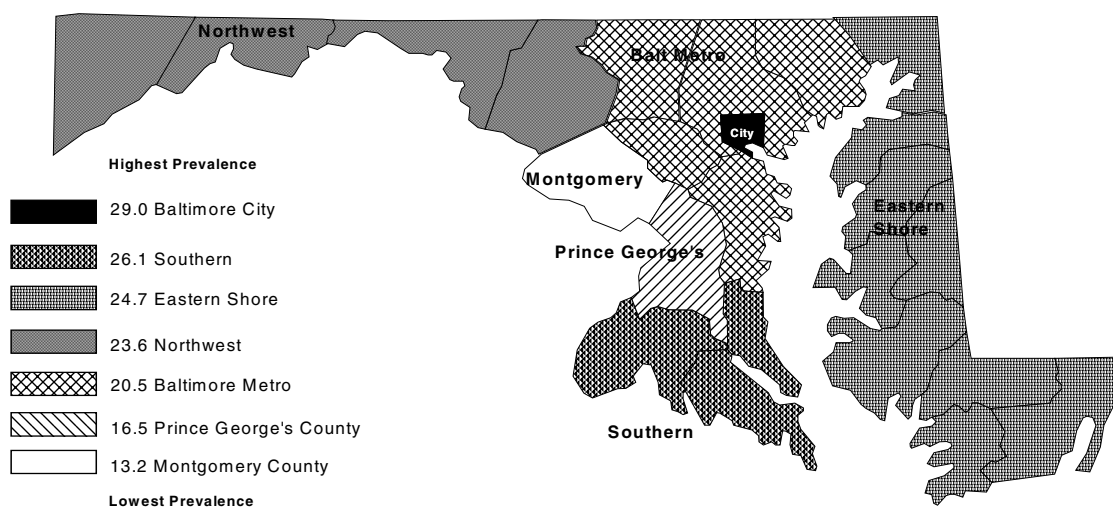 Northwest
Balt Metro
City
Highest Prevalence
Montgomery
29.0 Baltimore City
Eastern
Shore
Prince George's
26.1 Southern
24.7 Eastern Shore
23.6 Northwest
20.5 Baltimore Metro
16.5 Prince George's County
Southern
13.2 Montgomery County
Lowest Prevalence